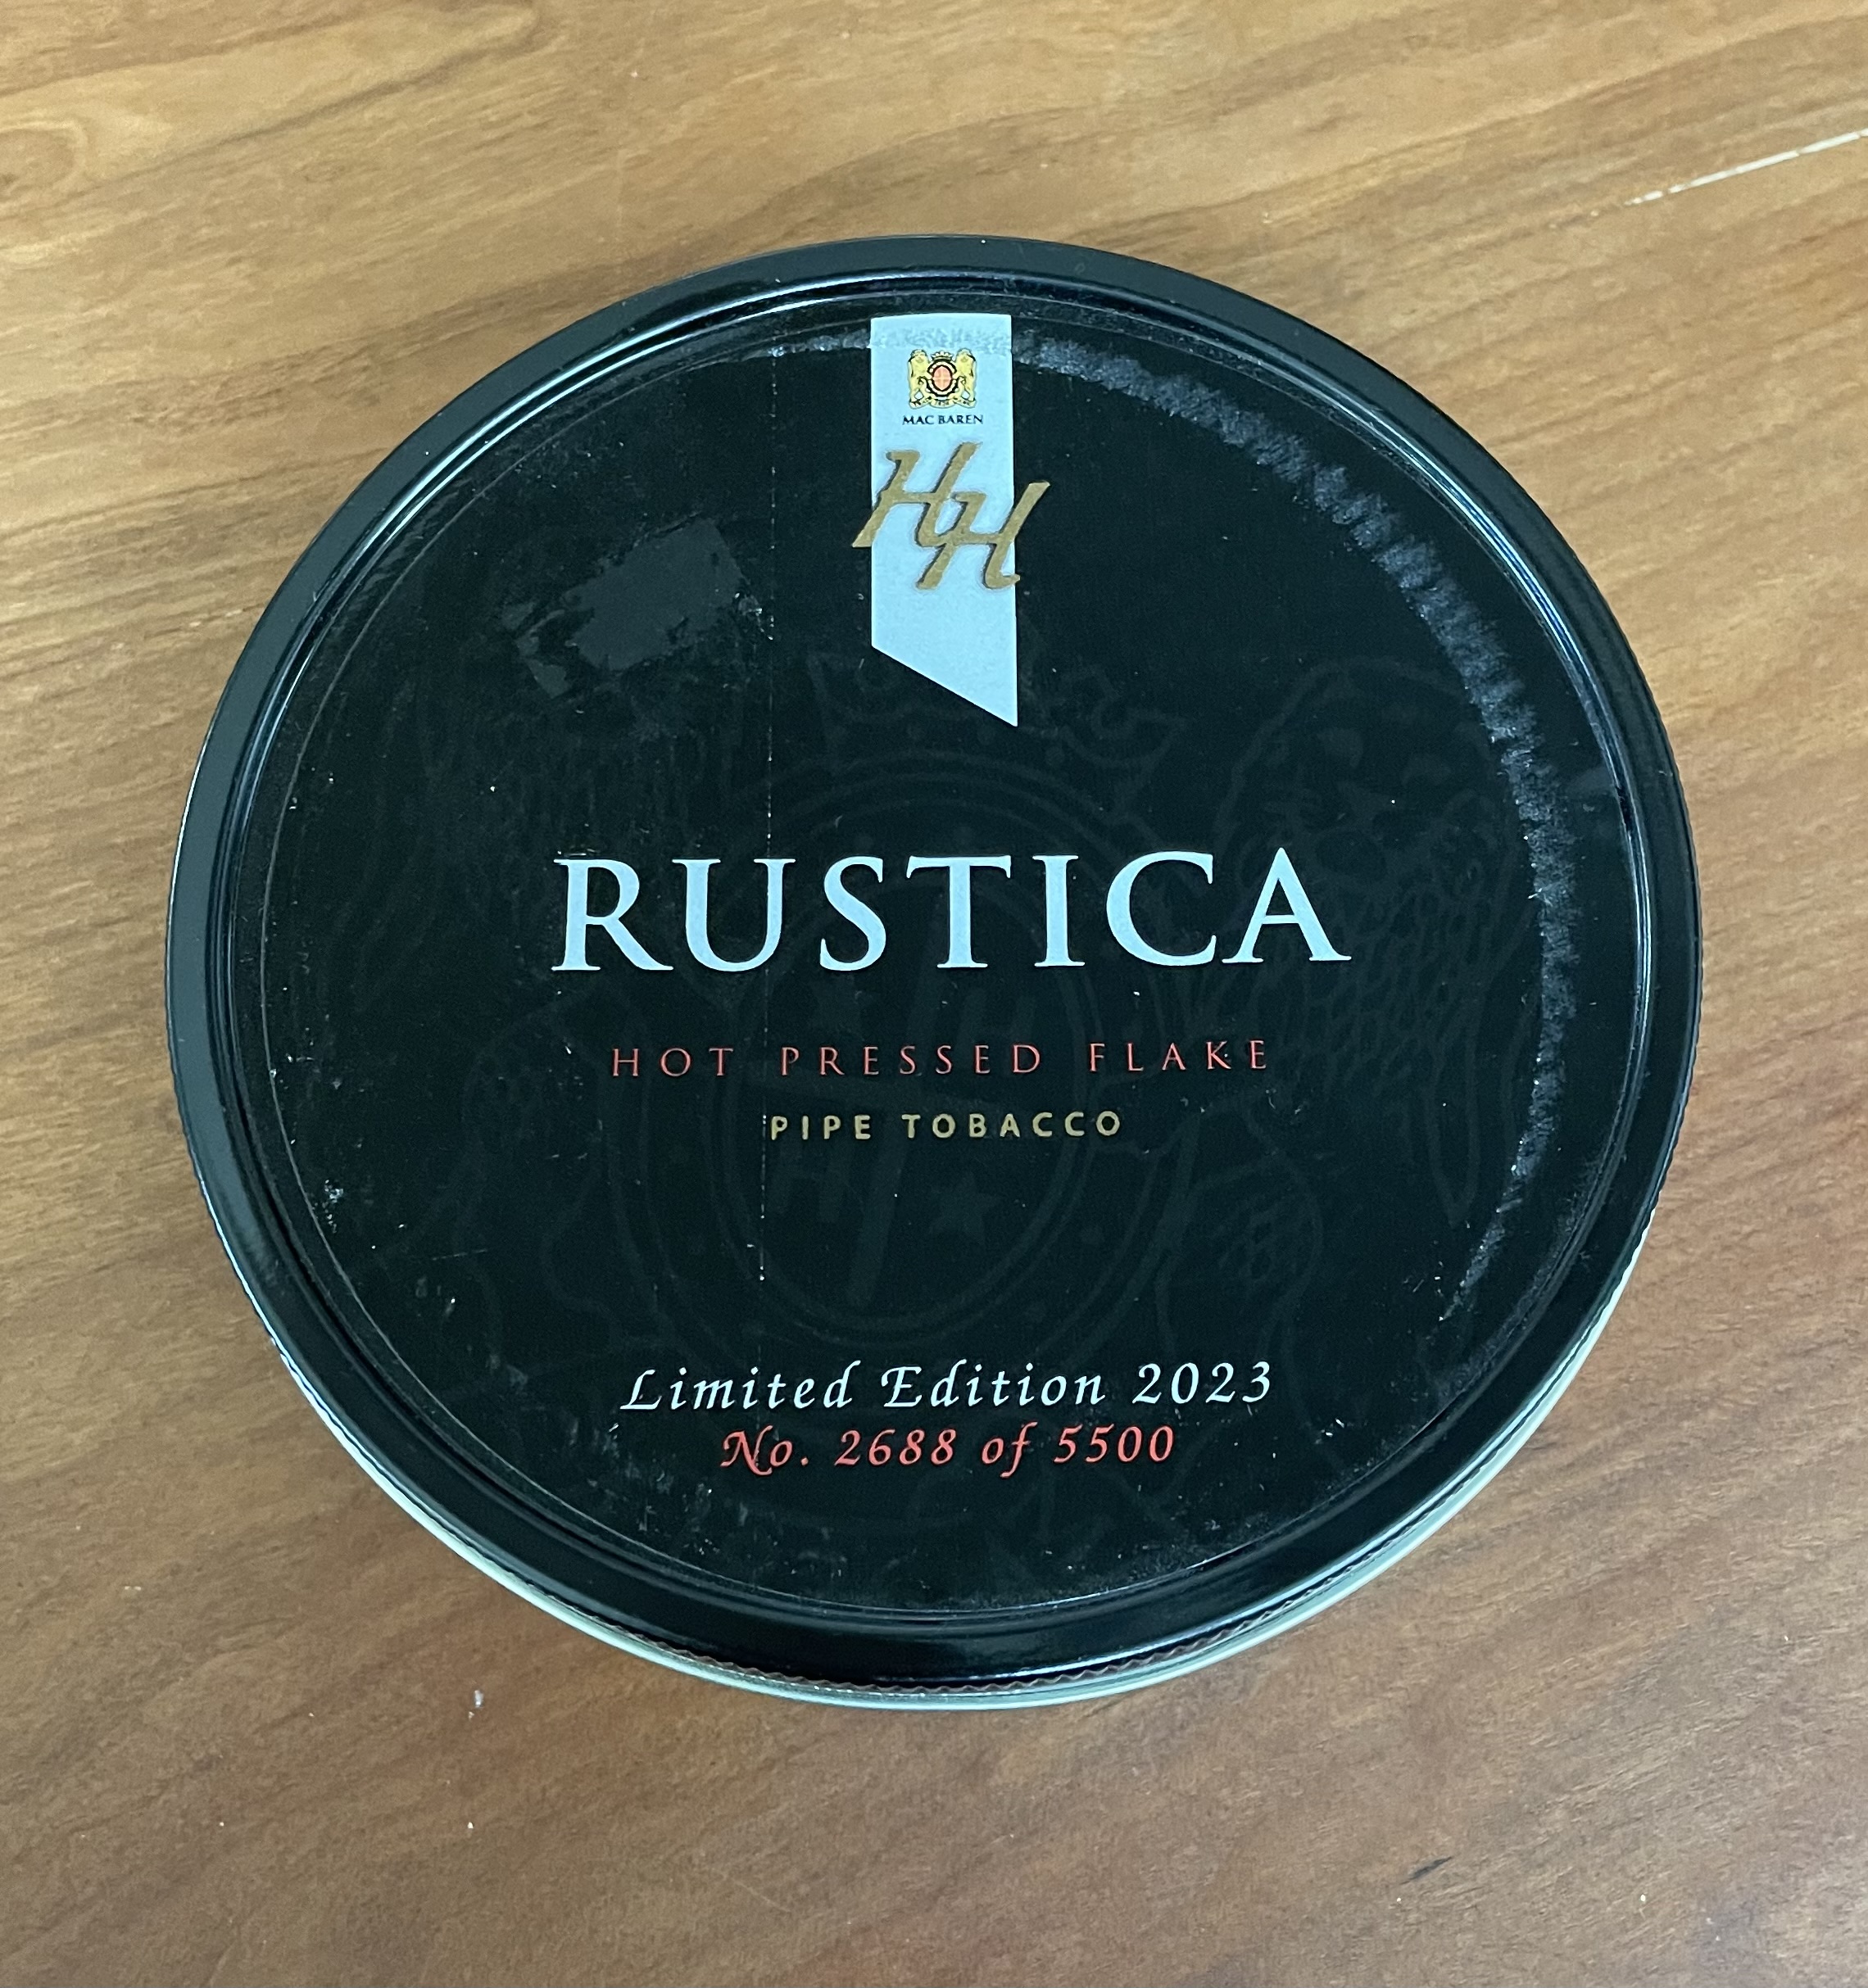 MAC BAREN
HH
RUSTICA
HOT PRESSED FLAKE
PIPE TOBACCO
Limited Edition 2023
No. 2688 of 5500